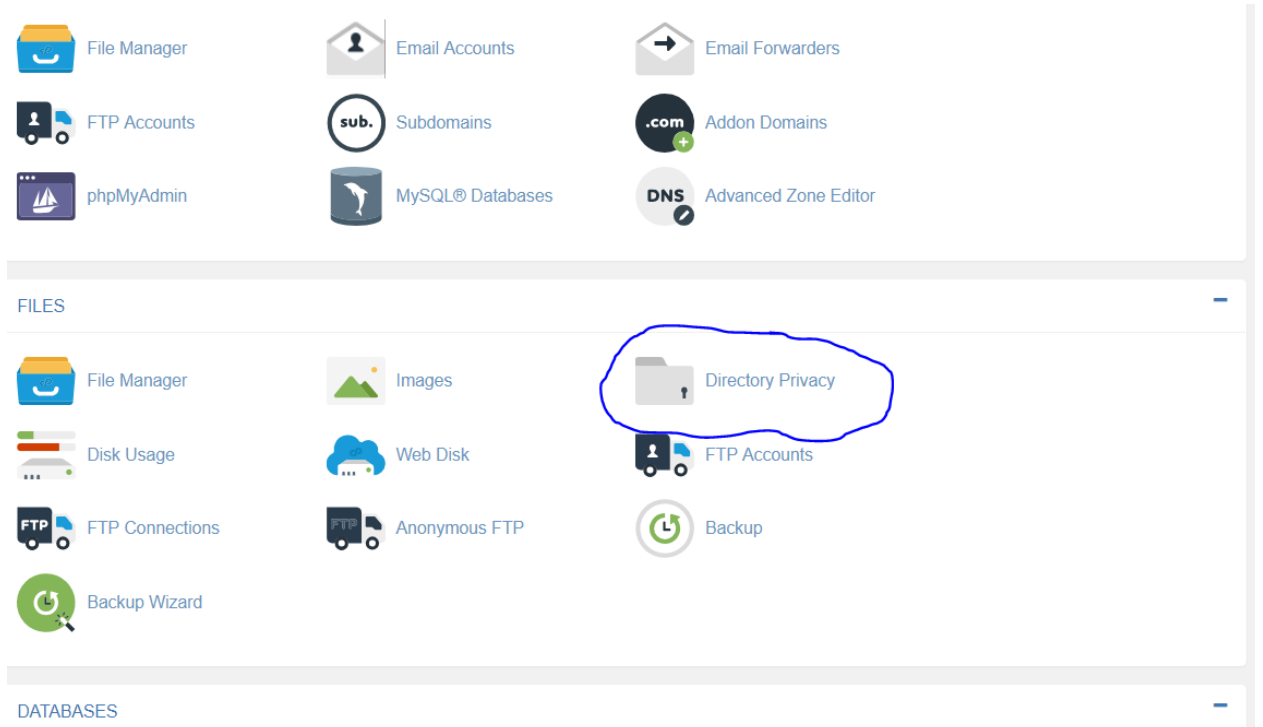 File Manager
Email Accounts
Email Forwarders
FTP Accounts
sub.
Subdomains
.com
Addon Domains
phpMyAdmin
MySQL® Databases
DNS
Advanced Zone Editor
FILES
File Manager
Images
Directory Privacy
Disk Usage
Web Disk
FTP Accounts
FTP
FTP Connections
FTP
Anonymous FTP
Backup
Backup Wizard
DATABASES